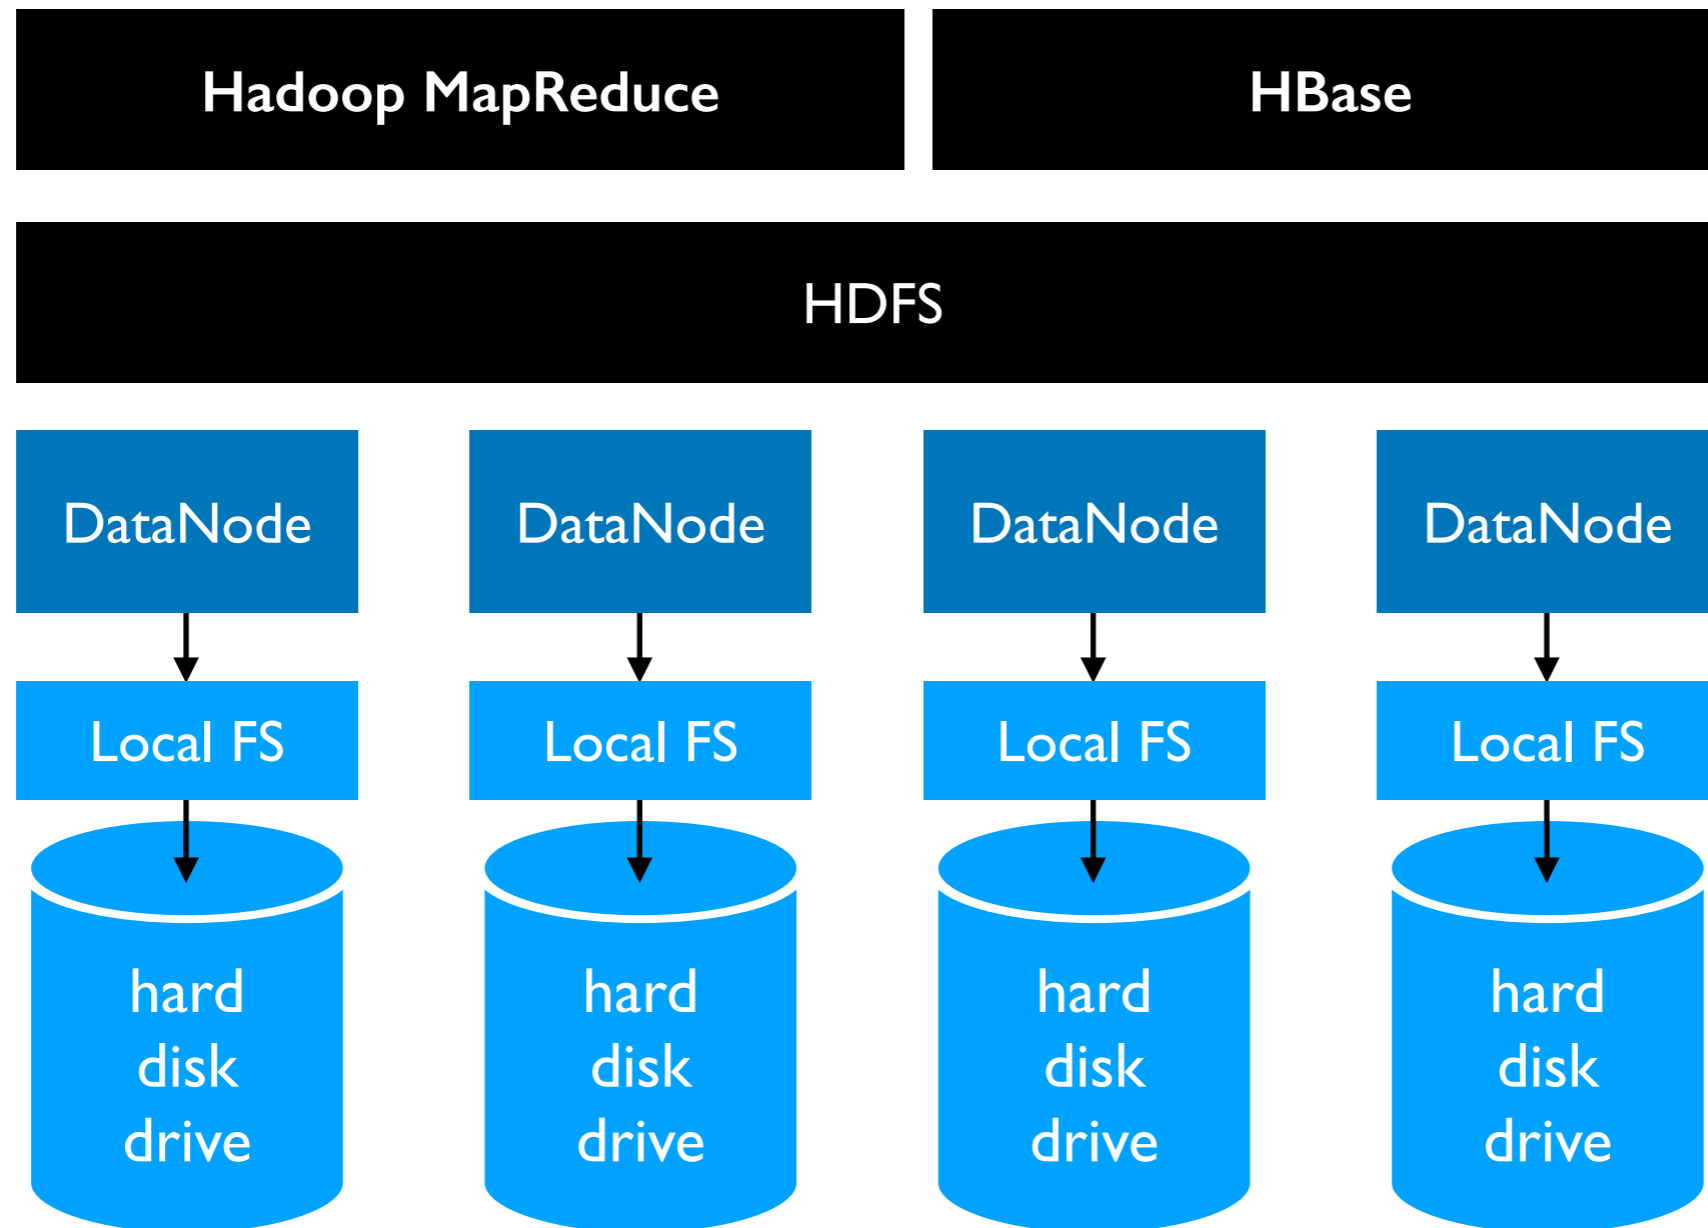 Hadoop MapReduce
HBase
HDFS
DataNode
DataNode
DataNode
DataNode
Local FS
Local FS
Local FS
Local FS
hard
disk
drive
hard
disk
drive
hard
disk
drive
hard
disk
drive